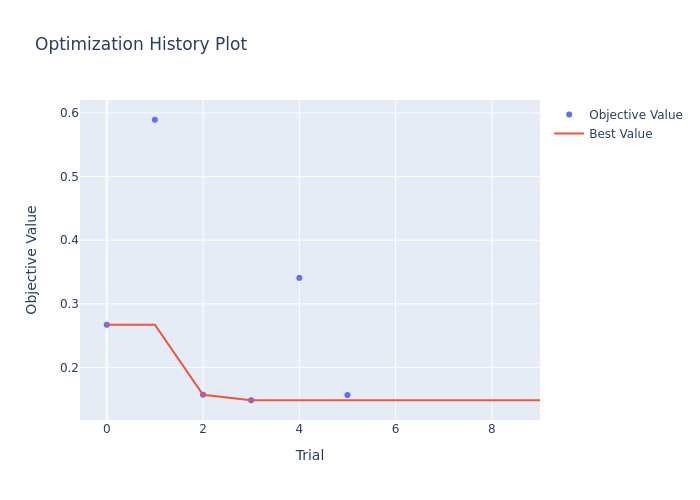 Optimization History Plot
Objective Value
Best Value
0.6
0.5
0.4
0.3
0.2
Objective Value
0
2
4
6
8
Trial